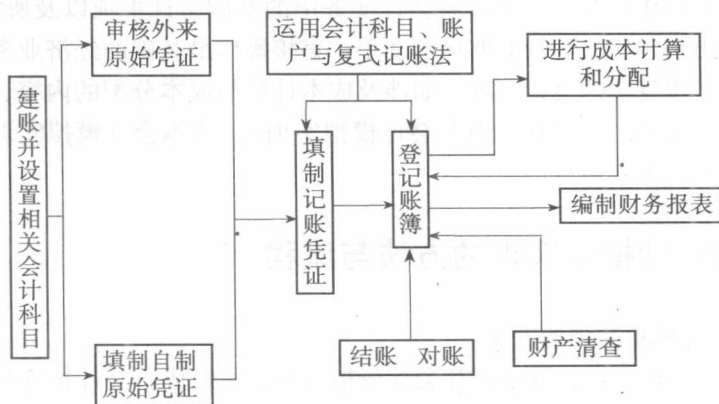 建账并设置相关会计科目
审核外来
原始凭证
填制自制
原始凭证
运用会计科目、账
户与复式记账法
填制记账凭证
登记账簿
进行成本计算
和分配
编制财务报表
结账 对账
财产清查